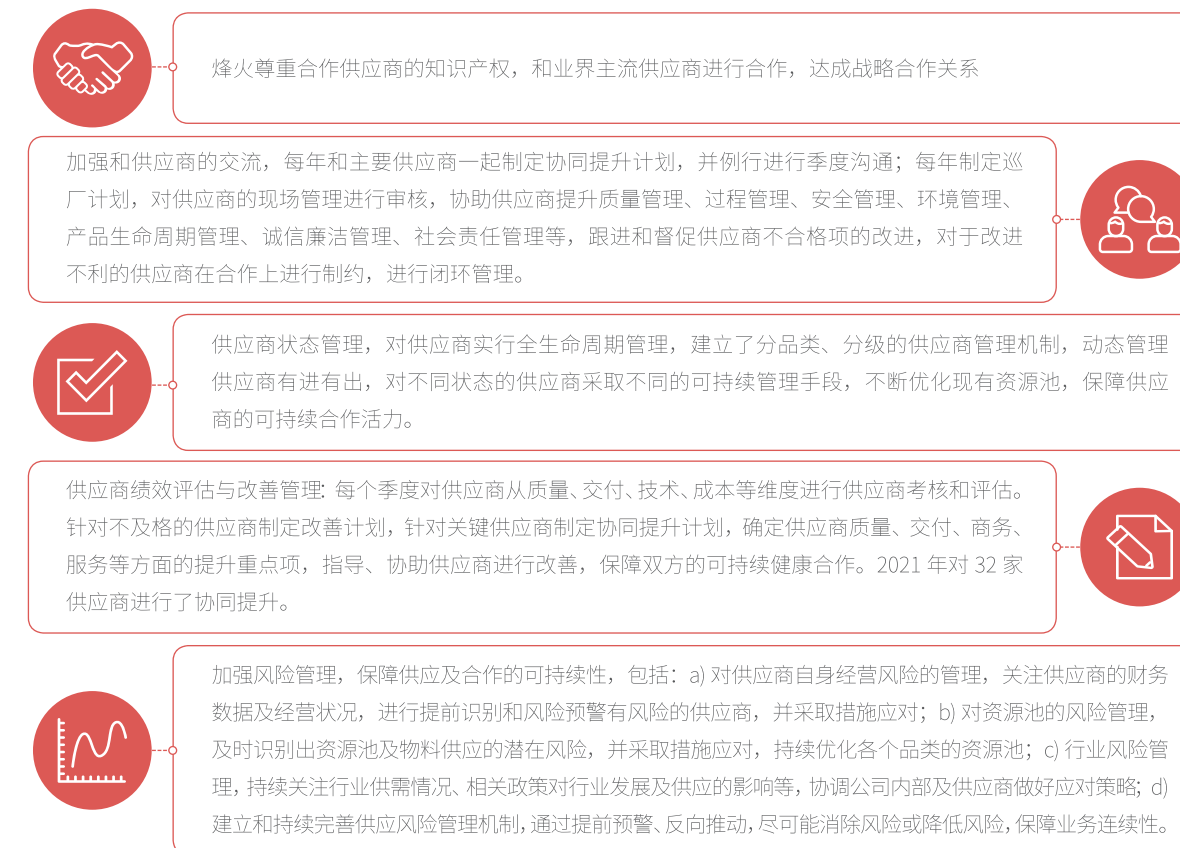 烽火尊重合作供应商的知识产权，和业界主流供应商进行合作，达成战略合作关系
加强和供应商的交流，每年和主要供应商一起制定协同提升计划，并例行进行季度沟通；每年制定巡
厂计划，对供应商的现场管理进行审核，协助供应商提升质量管理、过程管理、安全管理、环境管理、
产品生命周期管理、诚信廉洁管理、社会责任管理等，跟进和督促供应商不合格项的改进，对于改进
不利的供应商在合作上进行制约，进行闭环管理。
供应商状态管理，对供应商实行全生命周期管理，建立了分品类、分级的供应商管理机制，动态管理
供应商有进有出，对不同状态的供应商采取不同的可持续管理手段，不断优化现有资源池，保障供应
商的可持续合作活力。
供应商绩效评估与改善管理: 每个季度对供应商从质量、交付、技术、成本等维度进行供应商考核和评估。
针对不及格的供应商制定改善计划，针对关键供应商制定协同提升计划，确定供应商质量、交付、商务、
服务等方面的提升重点项，指导、协助供应商进行改善，保障双方的可持续健康合作。2021 年对 32 家
供应商进行了协同提升。
加强风险管理，保障供应及合作的可持续性，包括：a) 对供应商自身经营风险的管理，关注供应商的财务
数据及经营状况，进行提前识别和风险预警有风险的供应商，并采取措施应对；b) 对资源池的风险管理，
及时识别出资源池及物料供应的潜在风险，并采取措施应对，持续优化各个品类的资源池；c) 行业风险管
理，持续关注行业供需情况、相关政策对行业发展及供应的影响等，协调公司内部及供应商做好应对策略；d)
建立和持续完善供应风险管理机制，通过提前预警、反向推动，尽可能消除风险或降低风险，保障业务连续性。